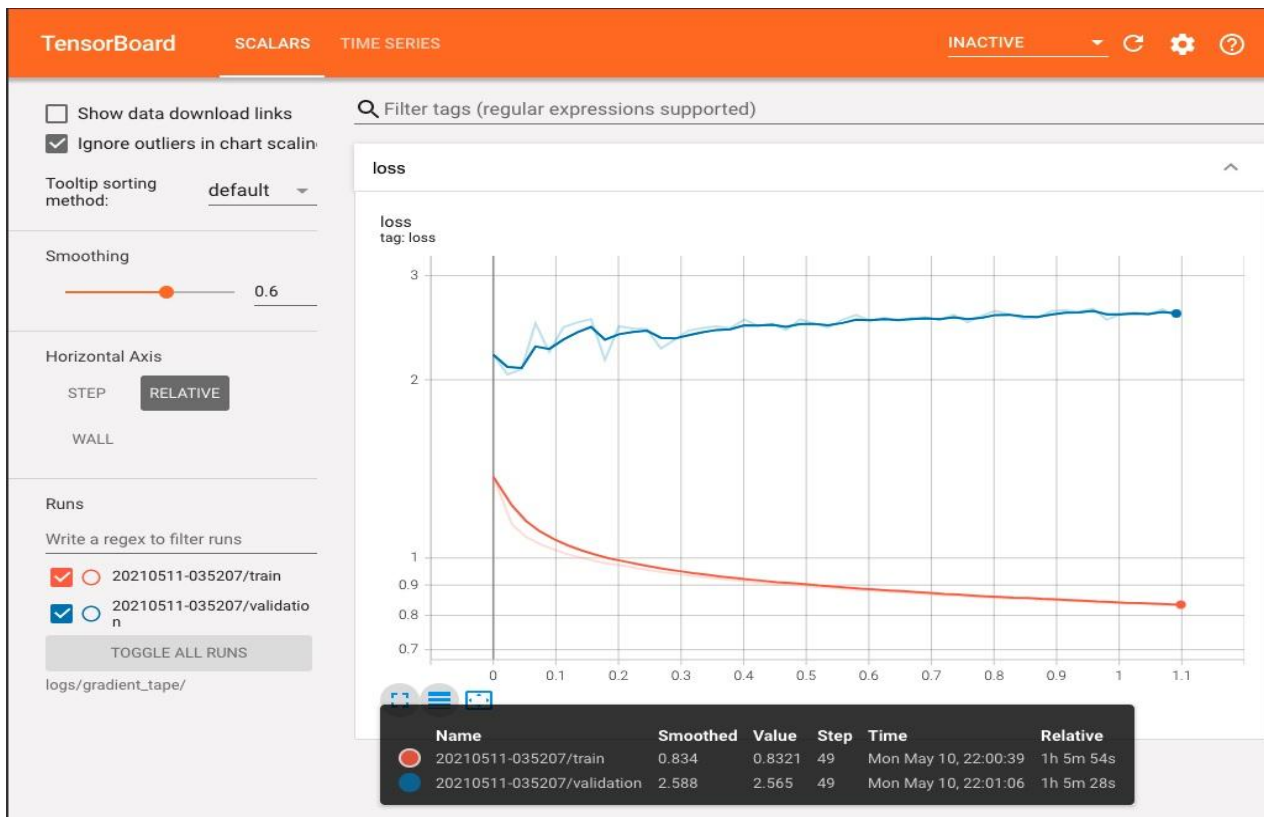 TensorBoard SCALARS TIME SERIES INACTIVE
Show data download links
Ignore outliers in chart scalin
Tooltip sorting
method:
default
Smoothing
0.6
Horizontal Axis
STEP RELATIVE
WALL
Runs
Write a regex to filter runs
20210511-035207/train
20210511-035207/validatio
n
TOGGLE ALL RUNS
logs/gradient_tape/
Filter tags (regular expressions supported)
loss
loss
tag: loss
3
2
1
0.9
0.8
0.7
0 0.1 0.2 0.3 0.4 0.5 0.6 0.7 0.8 0.9 1 1.1
Name Smoothed Value Step Time Relative
20210511-035207/train 0.834 0.8321 49 Mon May 10, 22:00:39 1h 5m 54s
20210511-035207/validation 2.588 2.565 49 Mon May 10, 22:01:06 1h 5m 28s